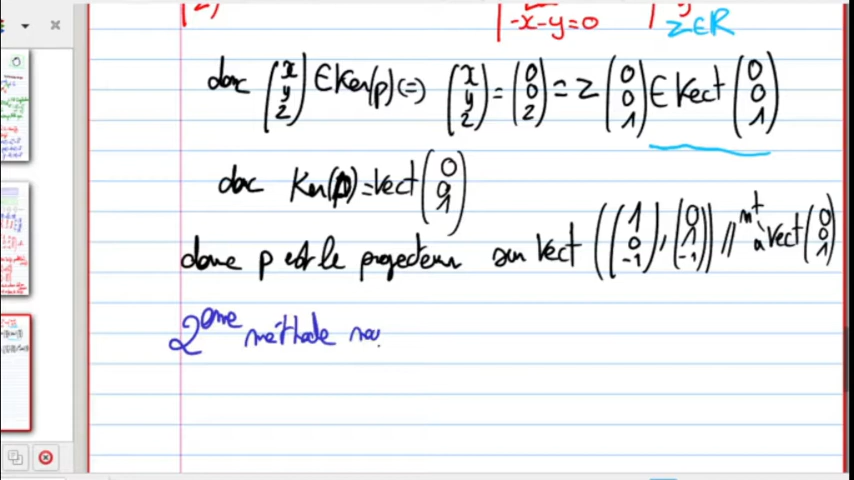 -x-y=0 z∈R
donc (x y z) ∈ Ker(p) (=) (x y z) = (0 0 z) = z (0 0 1) ∈ Vect (0 0 1)
donc Ker(p) = Vect (0 0 1)
donc p est le projecteur sur Vect ((1 0 -1), (0 1 -1)) // mt à Vect (0 0 1)
2ème méthode